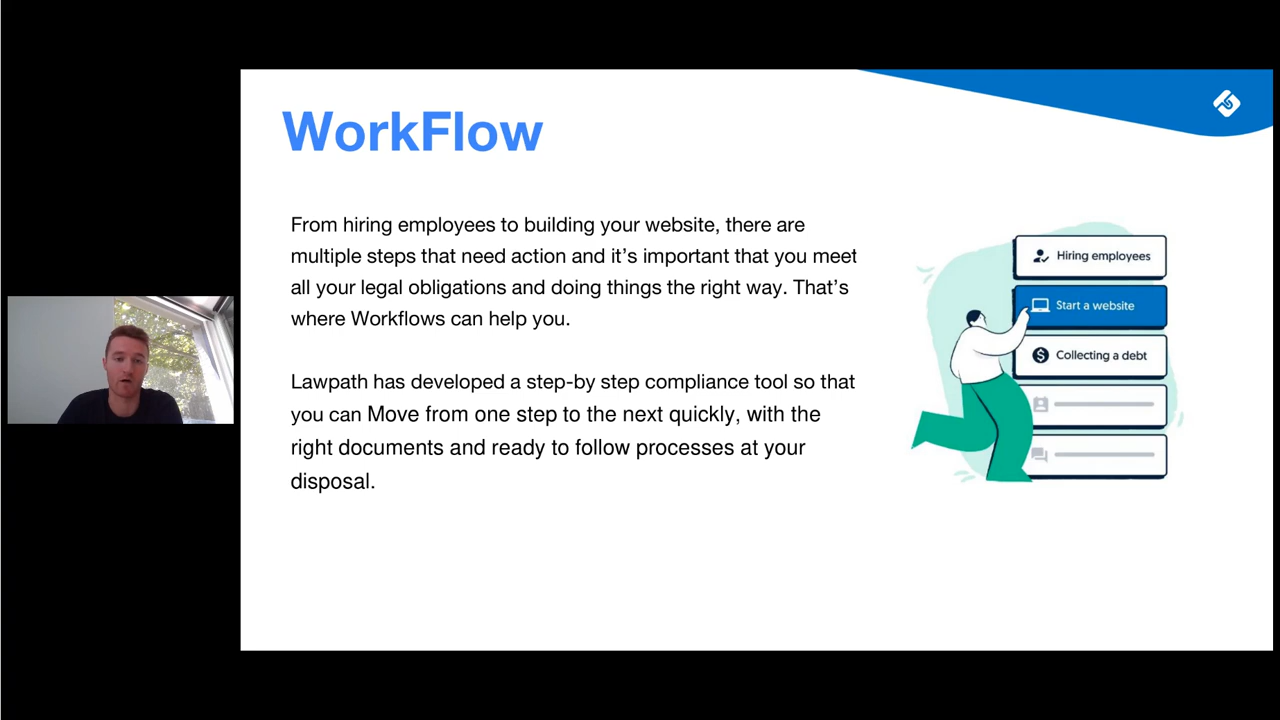 WorkFlow
From hiring employees to building your website, there are
multiple steps that need action and it’s important that you meet
all your legal obligations and doing things the right way. That’s
where Workflows can help you.
Lawpath has developed a step-by step compliance tool so that
you can Move from one step to the next quickly, with the
right documents and ready to follow processes at your
disposal.
Hiring employees
Start a website
Collecting a debt